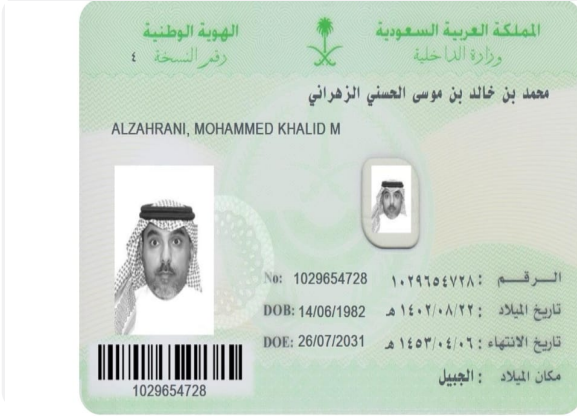 المملكة العربية السعودية
وزارة الداخلية
الهوية الوطنية
رقم النسخة ٤
محمد بن خالد بن موسى الحسني الزهراني
ALZAHRANI, MOHAMMED KHALID M
الرقم : ١٠٢٩٦٥٤٧٢٨ No: 1029654728
تاريخ الميلاد : ١٤٠٢/٠٨/٢٢ هـ DOB: 14/06/1982
تاريخ الانتهاء : ١٤٥٣/٠٤/٠٦ هـ DOE: 26/07/2031
مكان الميلاد : الجبيل
1029654728